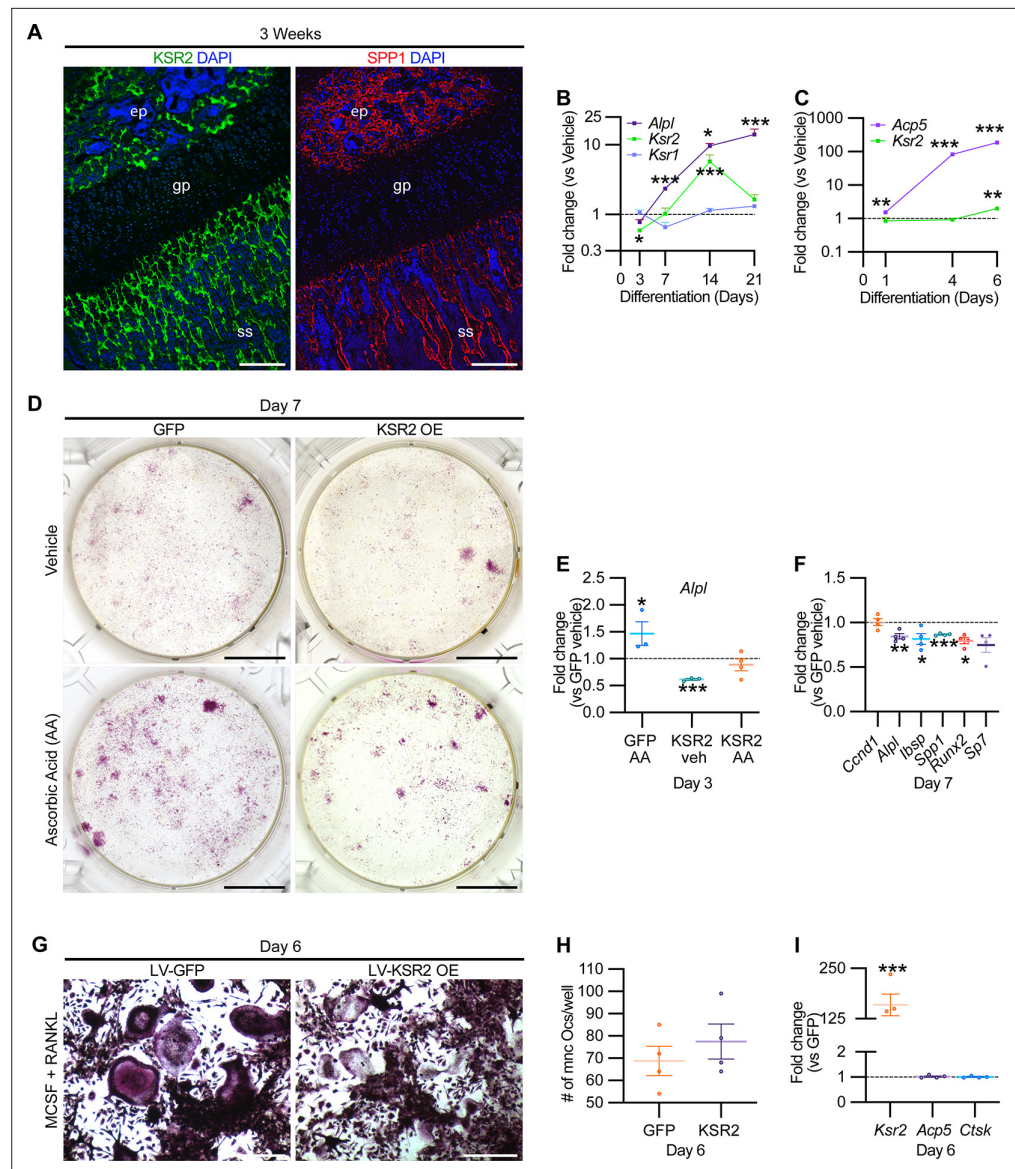 A
3 Weeks
KSR2 DAPI
SPP1 DAPI
ep
gp
ss
ep
gp
ss
B
Fold change (vs Vehicle)
25
10
1
0.3
Alpl
Ksr2
Ksr1
***
*
***
***
*
0 3 7 14 21
Differentiation (Days)
C
Fold change (vs Vehicle)
1000
100
10
1
0.1
Acp5
Ksr2
**
***
***
**
0 1 4 6
Differentiation (Days)
D
Day 7
GFP
KSR2 OE
Vehicle
Ascorbic Acid (AA)
E
Fold change
(vs GFP vehicle)
2.5
2.0
1.5
1.0
0.5
0.0
Alpl
*
***
GFP KSR2 KSR2
AA veh AA
Day 3
F
Fold change
(vs GFP vehicle)
1.5
1.0
0.5
0.0
**
*
***
*
Ccnd1 Alpl Ibsp Spp1 Runx2 Sp7
Day 7
G
Day 6
LV-GFP
LV-KSR2 OE
MCSF + RANKL
H
# of mnc Ocs/well
110
100
90
80
70
60
50
GFP KSR2
Day 6
I
Fold change
(vs GFP)
250
125
2
1
0
***
Ksr2 Acp5 Ctsk
Day 6